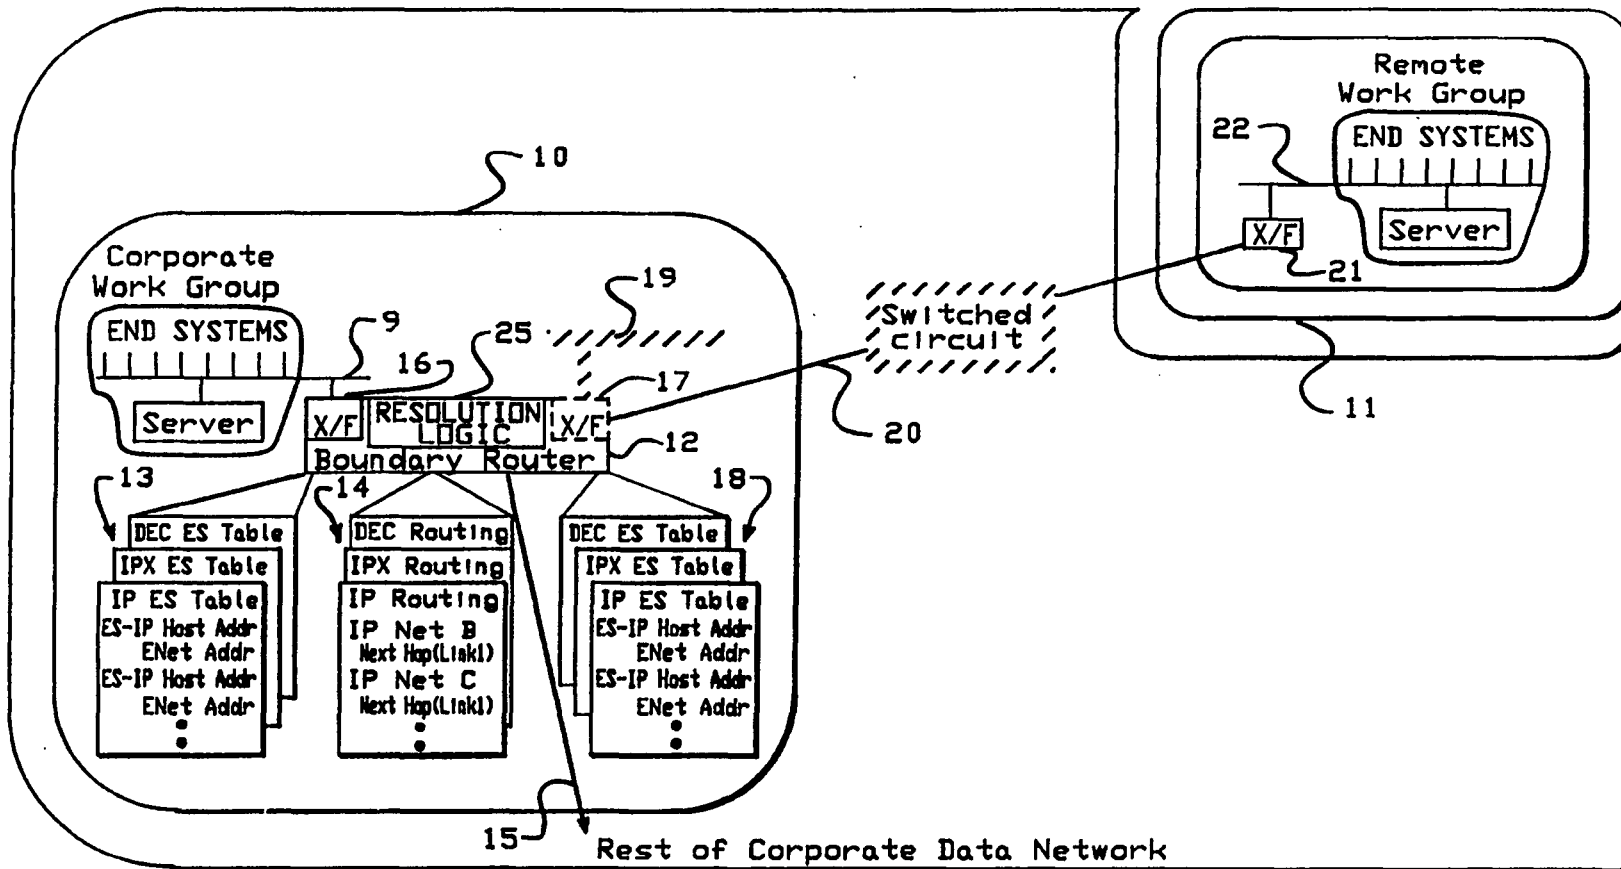 Remote
Work Group
22
END SYSTEMS
X/F
Server
21
11
10
Corporate
Work Group
END SYSTEMS
9
16
25
19
Switched
circuit
17
Server
X/F
RESOLUTION
LOGIC
X/F
20
12
Boundary Router
13
14
18
DEC ES Table
IPX ES Table
IP ES Table
ES-IP Host Addr
ENet Addr
ES-IP Host Addr
ENet Addr
DEC Routing
IPX Routing
IP Routing
IP Net B
Next Hop(Link1)
IP Net C
Next Hop(Link1)
DEC ES Table
IPX ES Table
IP ES Table
ES-IP Host Addr
ENet Addr
ES-IP Host Addr
ENet Addr
15
Rest of Corporate Data Network